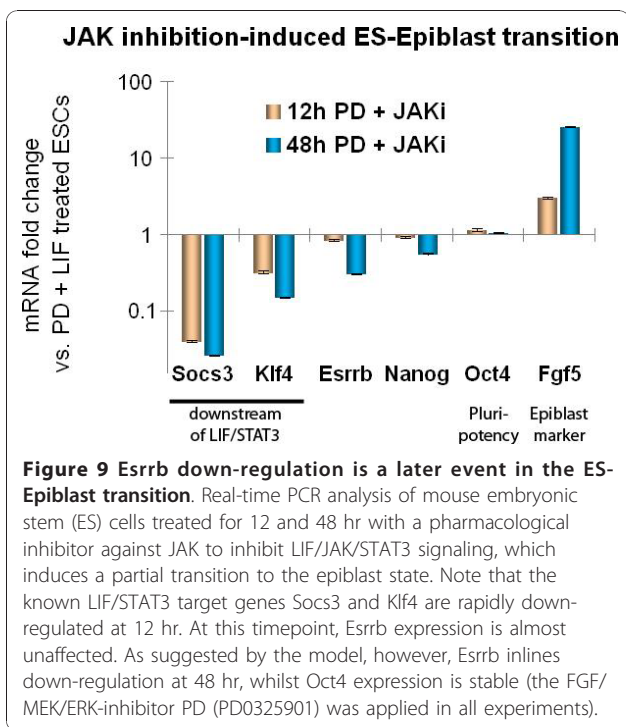 JAK inhibition-induced ES-Epiblast transition
mRNA fold change
vs. PD + LIF treated ESCs
100
10
1
0.1
12h PD + JAKi
48h PD + JAKi
Socs3 Klf4 Esrrb Nanog Oct4 Fgf5
downstream
of LIF/STAT3
Pluri-
potency
Epiblast
marker
Figure 9 Esrrb down-regulation is a later event in the ES-
Epiblast transition. Real-time PCR analysis of mouse embryonic
stem (ES) cells treated for 12 and 48 hr with a pharmacological
inhibitor against JAK to inhibit LIF/JAK/STAT3 signaling, which
induces a partial transition to the epiblast state. Note that the
known LIF/STAT3 target genes Socs3 and Klf4 are rapidly down-
regulated at 12 hr. At this timepoint, Esrrb expression is almost
unaffected. As suggested by the model, however, Esrrb inlines
down-regulation at 48 hr, whilst Oct4 expression is stable (the FGF/
MEK/ERK-inhibitor PD (PD0325901) was applied in all experiments).